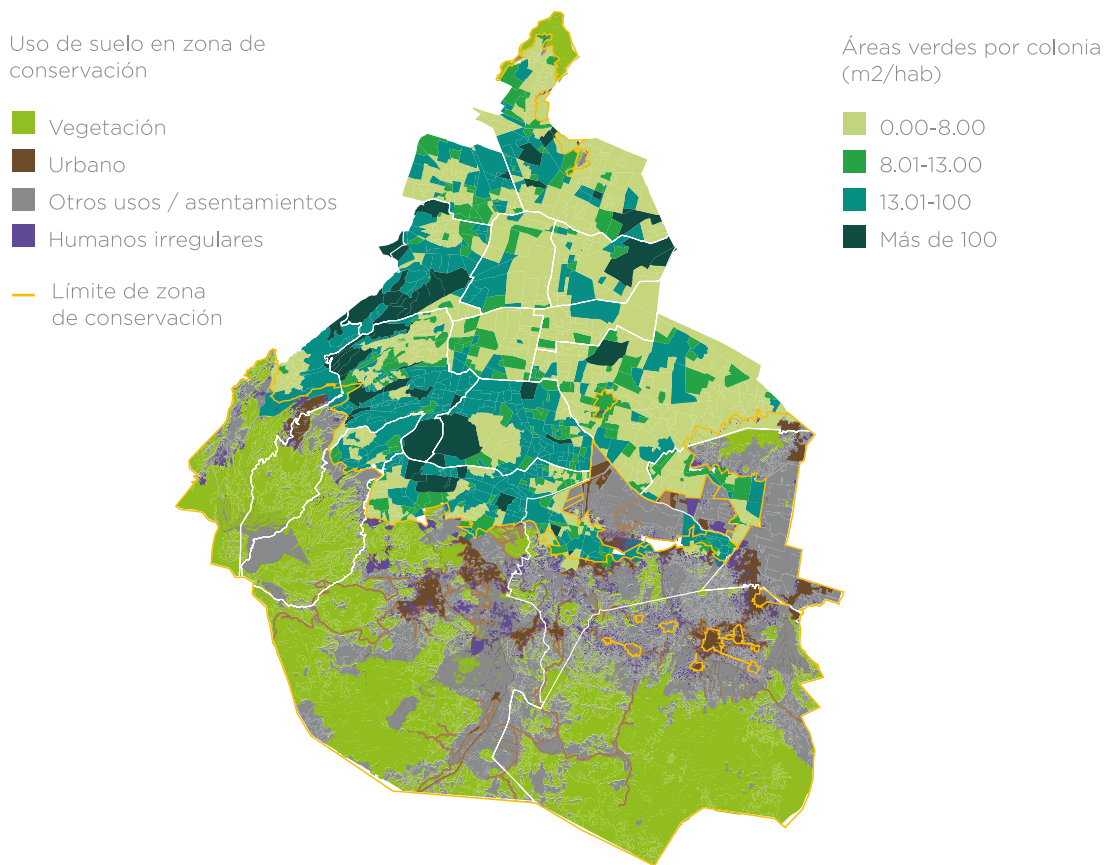 Uso de suelo en zona de
conservación
Vegetación
Urbano
Otros usos / asentamientos
Humanos irregulares
Límite de zona
de conservación
Áreas verdes por colonia
(m2/hab)
0.00-8.00
8.01-13.00
13.01-100
Más de 100